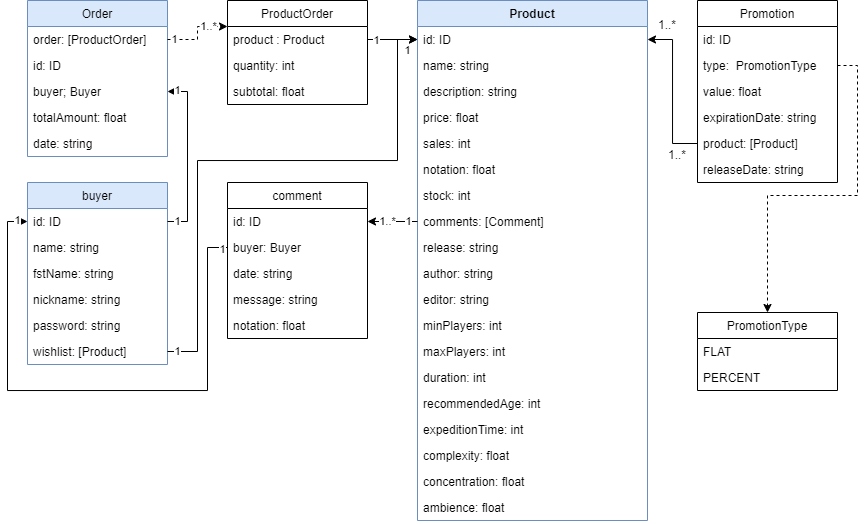 Order
order: [ProductOrder]
id: ID
buyer; Buyer
totalAmount: float
date: string
1
1..*
1
ProductOrder
product : Product
quantity: int
subtotal: float
1
1
Product
id: ID
name: string
description: string
price: float
sales: int
notation: float
stock: int
comments: [Comment]
release: string
author: string
editor: string
minPlayers: int
maxPlayers: int
duration: int
recommendedAge: int
expeditionTime: int
complexity: float
concentration: float
ambience: float
1..*
1..*
Promotion
id: ID
type: PromotionType
value: float
expirationDate: string
product: [Product]
releaseDate: string
buyer
id: ID
name: string
fstName: string
nickname: string
password: string
wishlist: [Product]
1
1
1
comment
id: ID
buyer: Buyer
date: string
message: string
notation: float
1
1..*
1
PromotionType
FLAT
PERCENT